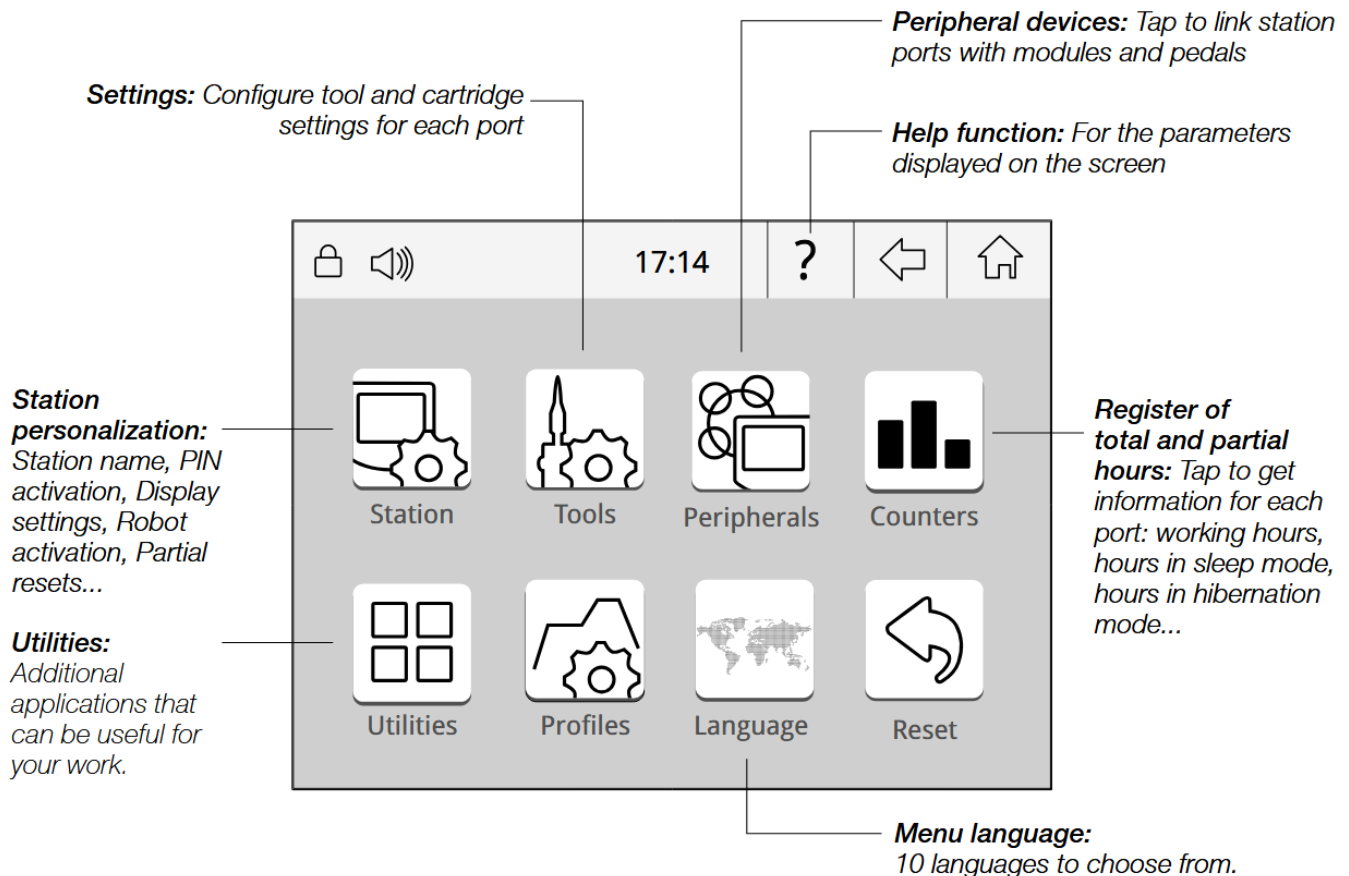 Peripheral devices: Tap to link station
ports with modules and pedals
Settings: Configure tool and cartridge
settings for each port
Help function: For the parameters
displayed on the screen
17:14
?
Station
personalization:
Station name, PIN
activation, Display
settings, Robot
activation, Partial
resets...
Station
Tools
Peripherals
Counters
Register of
total and partial
hours: Tap to get
information for each
port: working hours,
hours in sleep mode,
hours in hibernation
mode...
Utilities:
Additional
applications that
can be useful for
your work.
Utilities
Profiles
Language
Reset
Menu language:
10 languages to choose from.